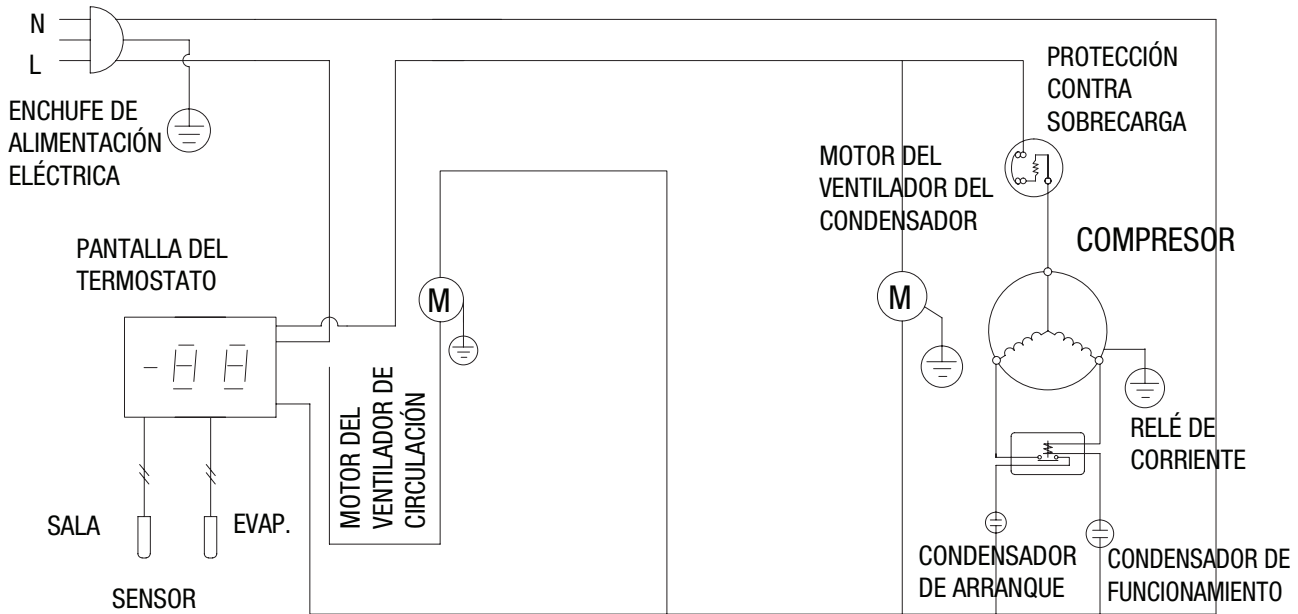 N
L
ENCHUFE DE
ALIMENTACIÓN
ELÉCTRICA
PROTECCIÓN
CONTRA
SOBRECARGA
MOTOR DEL
VENTILADOR DEL
CONDENSADOR
COMPRESOR
PANTALLA DEL
TERMOSTATO
M
M
-88
MOTOR DEL
VENTILADOR DE
CIRCULACIÓN
RELÉ DE
CORRIENTE
SALA
EVAP.
SENSOR
CONDENSADOR
DE ARRANQUE
CONDENSADOR DE
FUNCIONAMIENTO